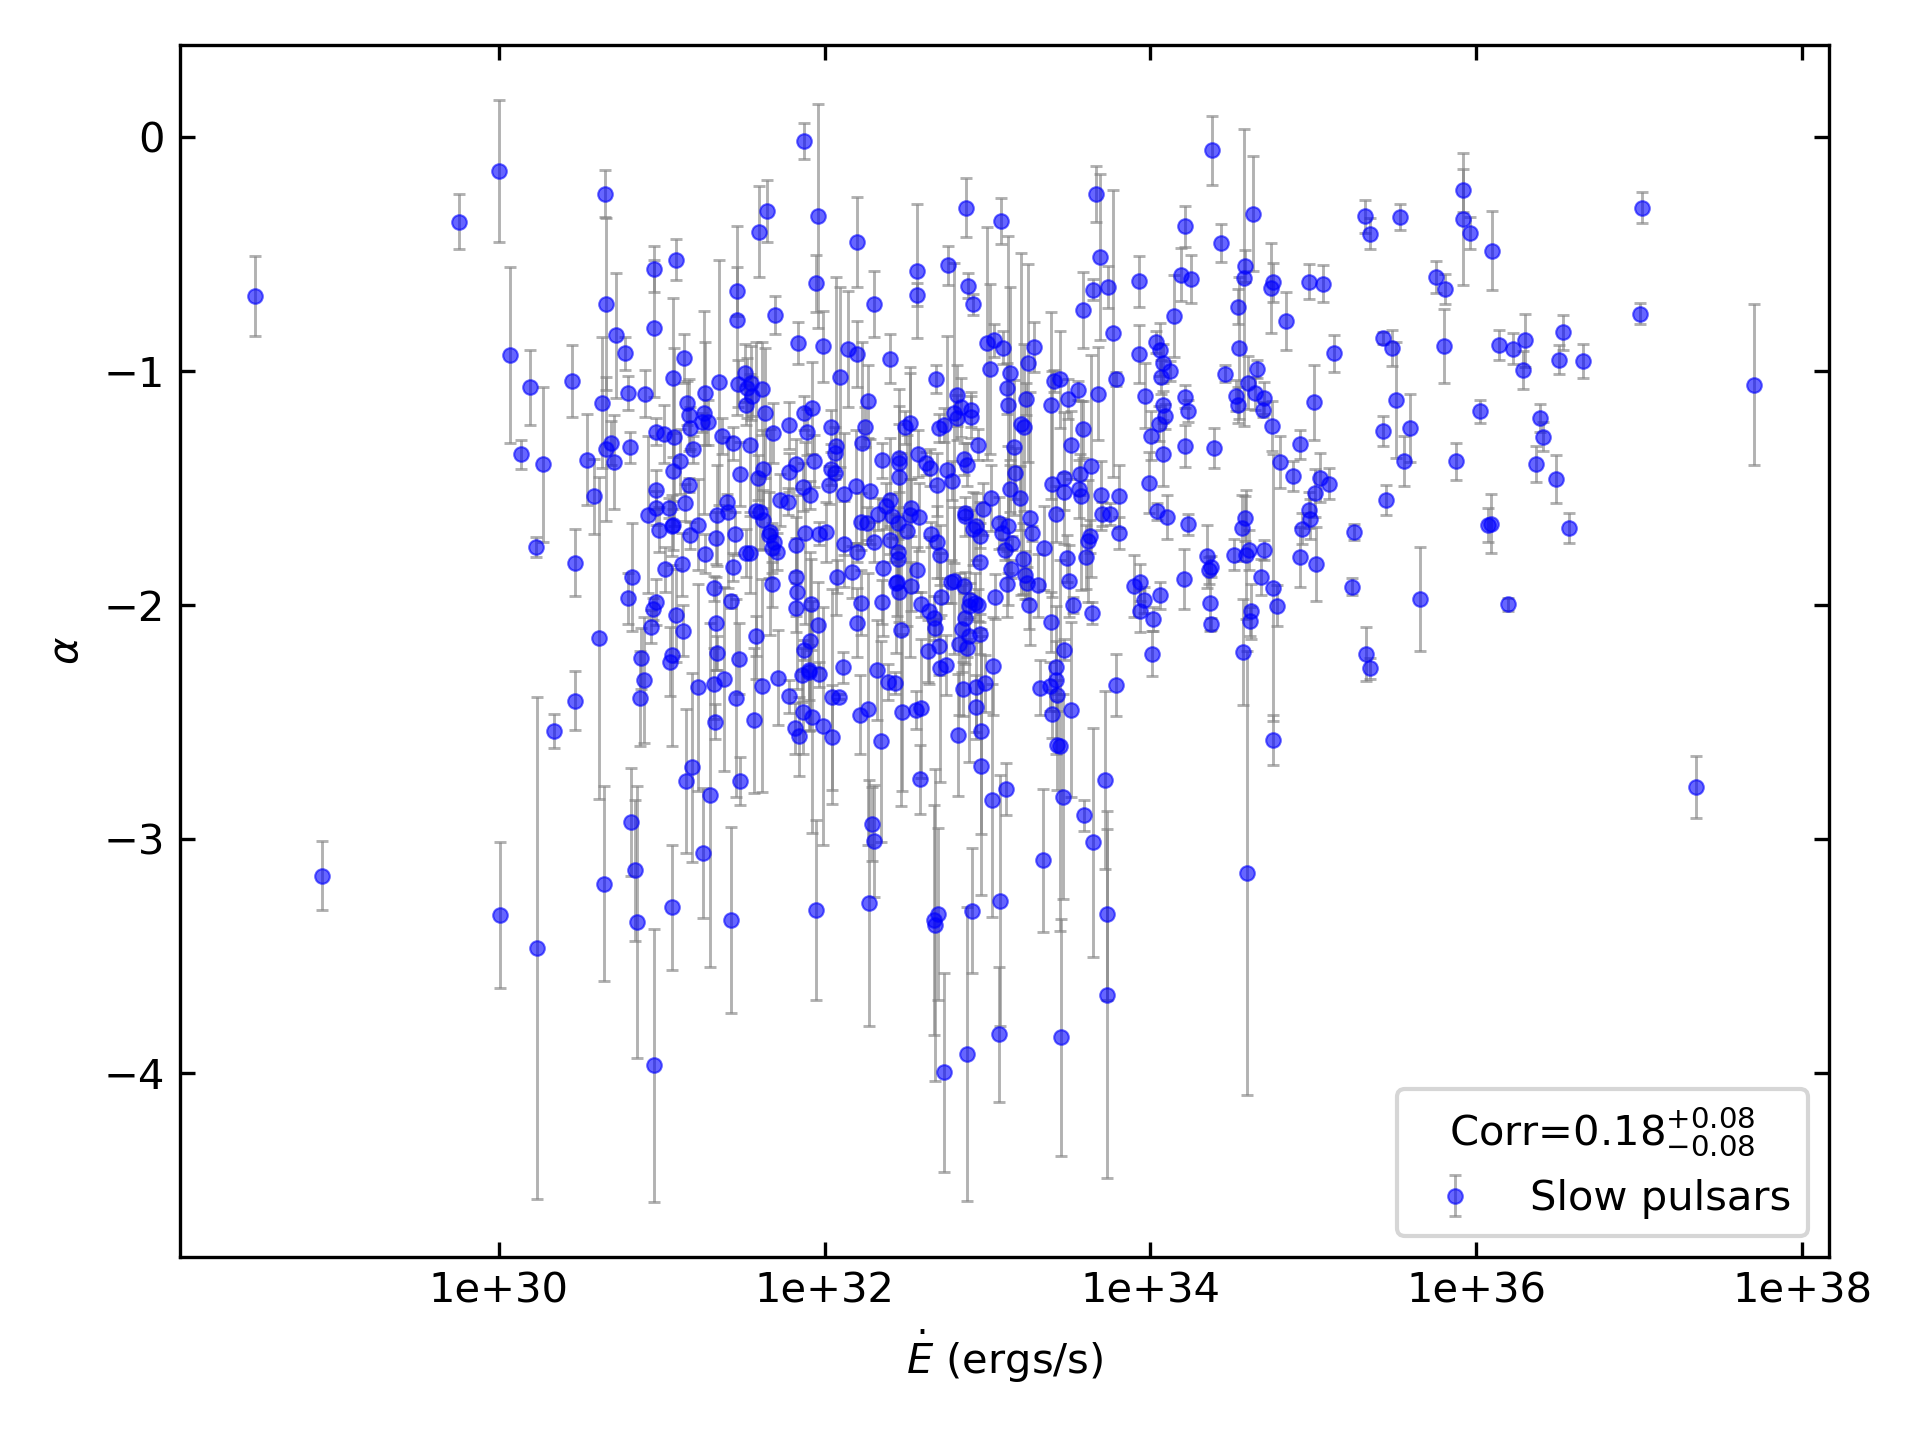 0
−1
−2
−3
−4
α
1e+30 1e+32 1e+34 1e+36 1e+38
Ė (ergs/s)
Corr=0.18+0.08−0.08
Slow pulsars